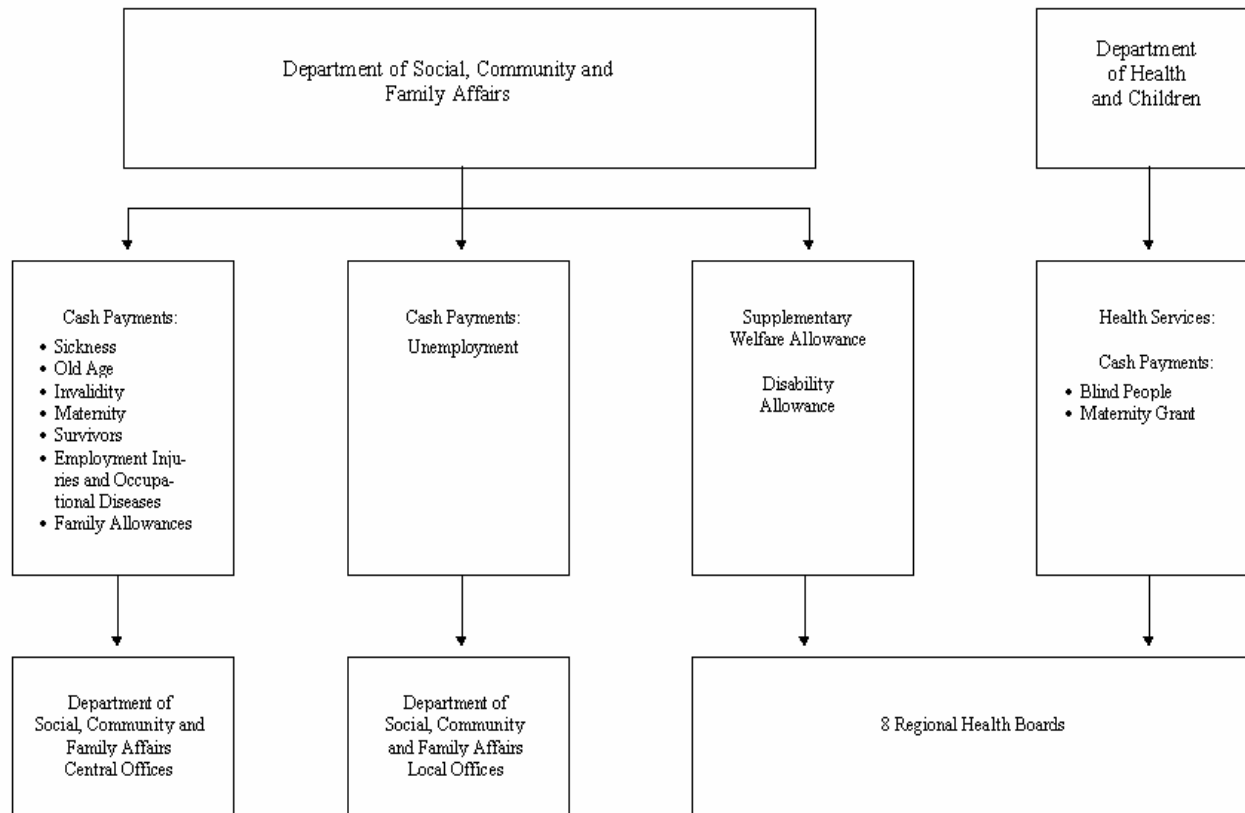 Department of Social, Community and
Family Affairs
Department
of Health
and Children
Cash Payments:
• Sickness
• Old Age
• Invalidity
• Maternity
• Survivors
• Employment Inju-
ries and Occupa-
tional Diseases
• Family Allowances
Cash Payments:
Unemployment
Supplementary
Welfare Allowance
Disability
Allowance
Health Services:
Cash Payments:
• Blind People
• Maternity Grant
Department of
Social, Community and
Family Affairs
Central Offices
Department of
Social, Community
and Family Affairs
Local Offices
8 Regional Health Boards